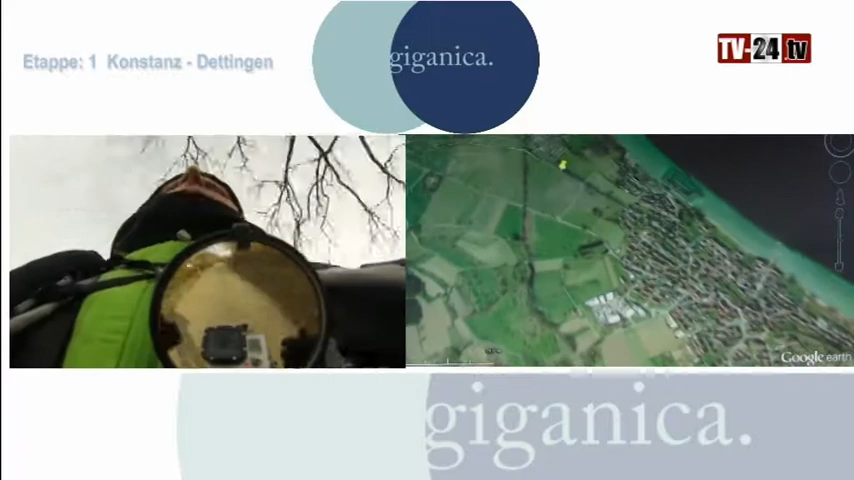 Etappe: 1 Konstanz - Dettingen
giganica.
TV-24.tv
Google earth
giganica.